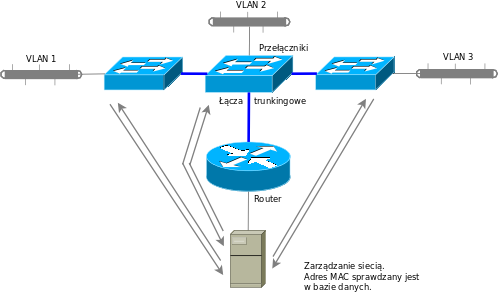 VLAN 2
Przełączniki
VLAN 1
VLAN 3
Łącza trunkingowe
Router
Zarządzanie siecią.
Adres MAC sprawdzany jest
w bazie danych.